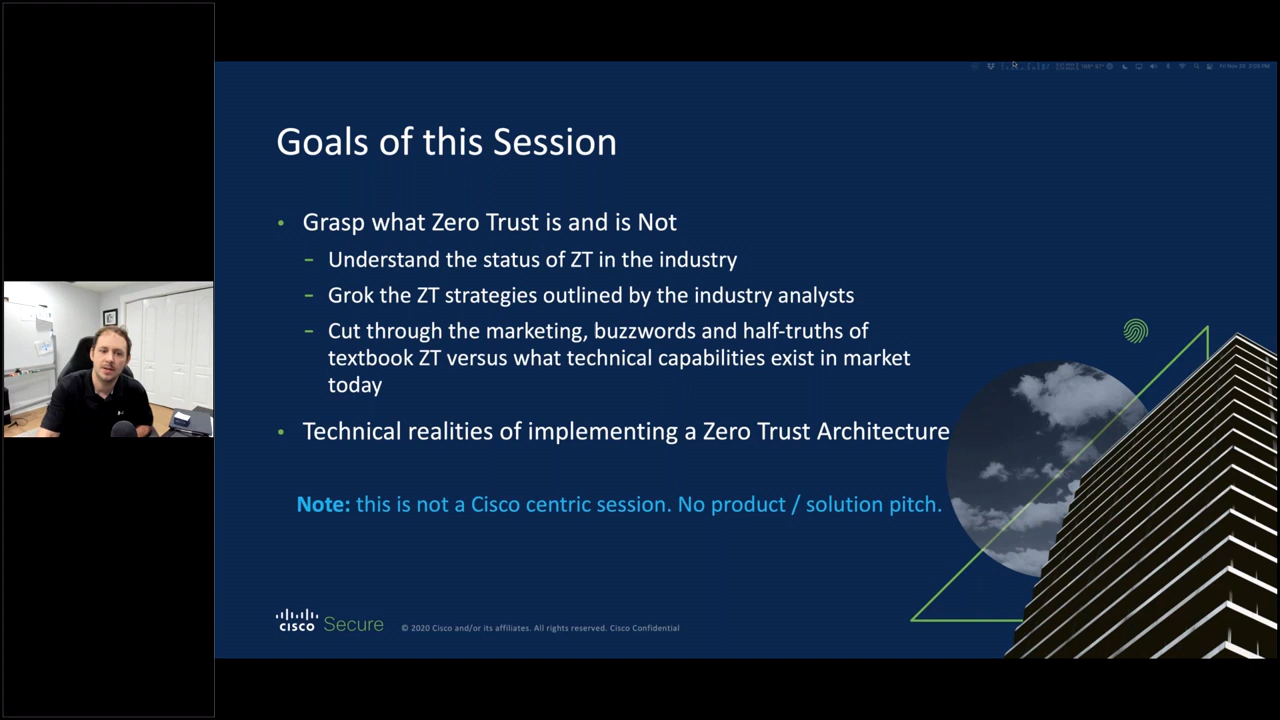 Goals of this Session
• Grasp what Zero Trust is and is Not
– Understand the status of ZT in the industry
– Grok the ZT strategies outlined by the industry analysts
– Cut through the marketing, buzzwords and half-truths of
textbook ZT versus what technical capabilities exist in market
today
• Technical realities of implementing a Zero Trust Architecture
Note: this is not a Cisco centric session. No product / solution pitch.
CISCO Secure © 2020 Cisco and/or its affiliates. All rights reserved. Cisco Confidential